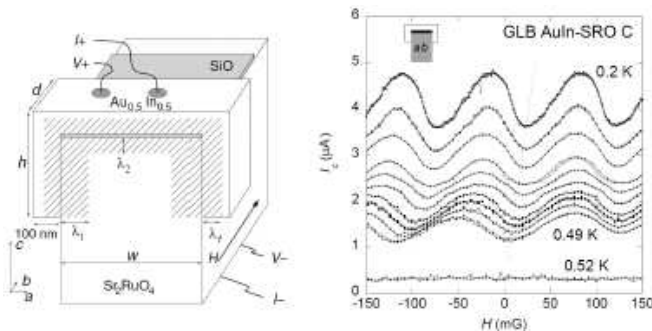 I+
V+
SiO
d
Au0.5 In0.5
h
λ2
100 nm
λ1
λf
c
b
a
w
H
V−
Sr2RuO4
I−
GLB AuIn-SRO C
ab
0.2 K
0.49 K
0.52 K
Ic (μA)
6
5
4
3
2
1
0
-150 -100 -50 0 50 100 150
H (mG)